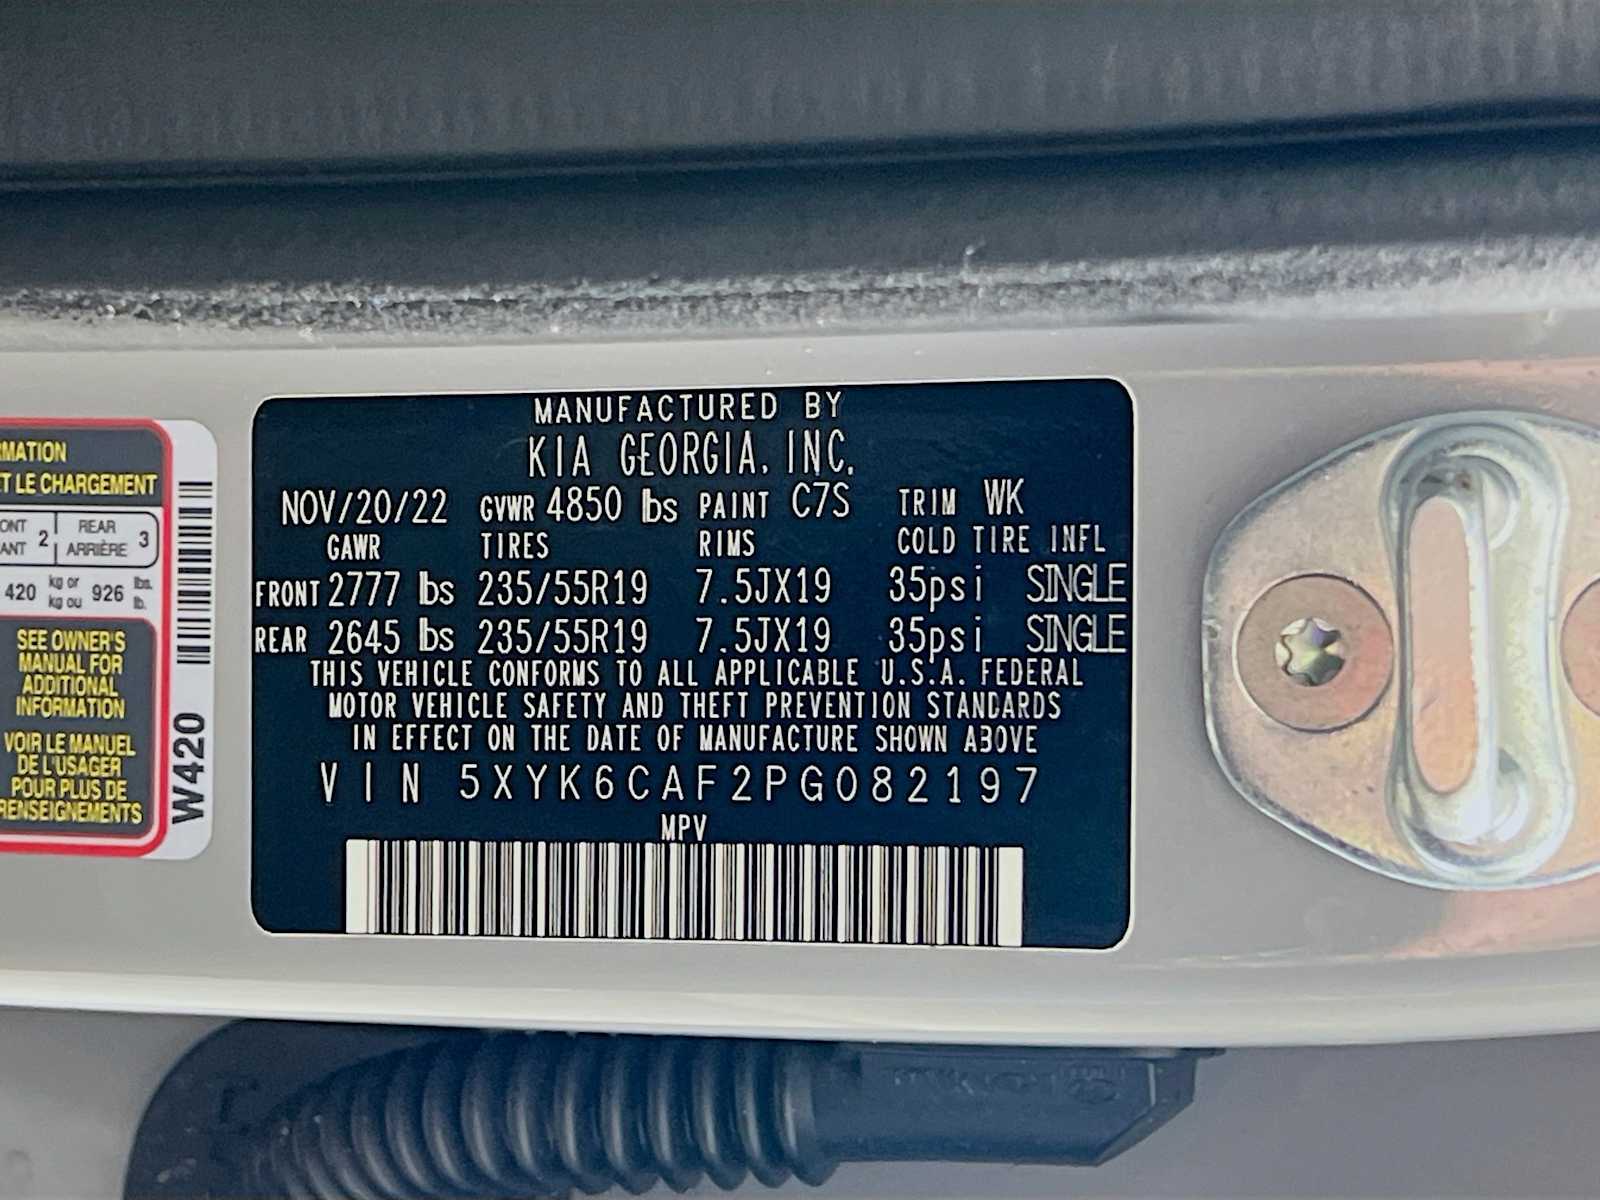 RMATION
ET LE CHARGEMENT
ONT 2 REAR 3
ANT ARRIÈRE
420 kg or 926 lbs.
kg ou lb.
SEE OWNER'S
MANUAL FOR
ADDITIONAL
INFORMATION
VOIR LE MANUEL
DE L'USAGER
POUR PLUS DE
RENSEIGNEMENTS
W420
MANUFACTURED BY
KIA GEORGIA, INC.
NOV/20/22 GVWR 4850 lbs PAINT C7S TRIM WK
GAWR TIRES RIMS COLD TIRE INFL
FRONT 2777 lbs 235/55R19 7.5JX19 35psi SINGLE
REAR 2645 lbs 235/55R19 7.5JX19 35psi SINGLE
THIS VEHICLE CONFORMS TO ALL APPLICABLE U.S.A. FEDERAL
MOTOR VEHICLE SAFETY AND THEFT PREVENTION STANDARDS
IN EFFECT ON THE DATE OF MANUFACTURE SHOWN ABOVE
VIN 5XYK6CAF2PG082197
MPV